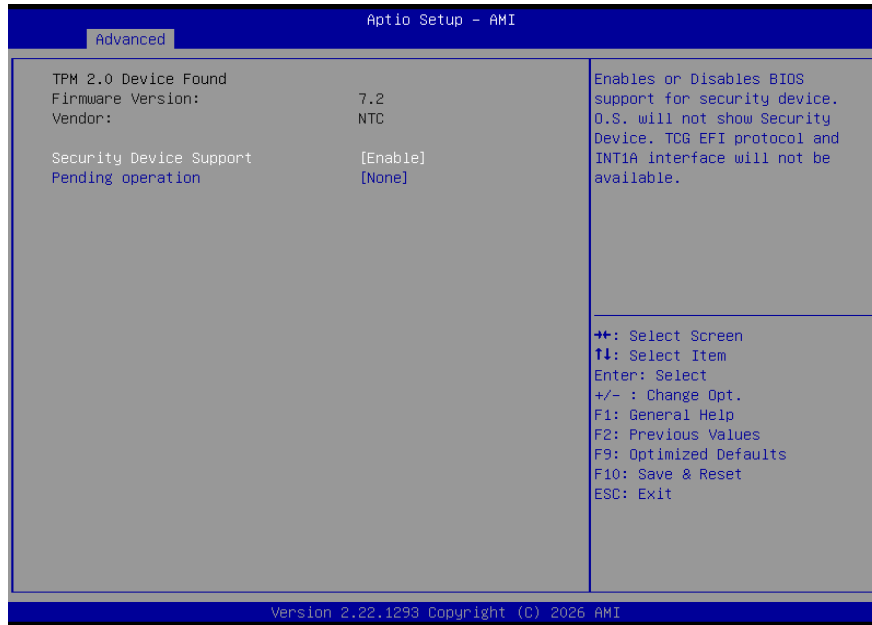 Aptio Setup - AMI
Advanced
TPM 2.0 Device Found
Firmware Version: 7.2
Vendor: NTC
Security Device Support [Enable]
Pending operation [None]
Enables or Disables BIOS
support for security device.
O.S. will not show Security
Device. TCG EFI protocol and
INT1A interface will not be
available.
→←: Select Screen
↑↓: Select Item
Enter: Select
+/- : Change Opt.
F1: General Help
F2: Previous Values
F9: Optimized Defaults
F10: Save & Reset
ESC: Exit
Version 2.22.1293 Copyright (C) 2026 AMI